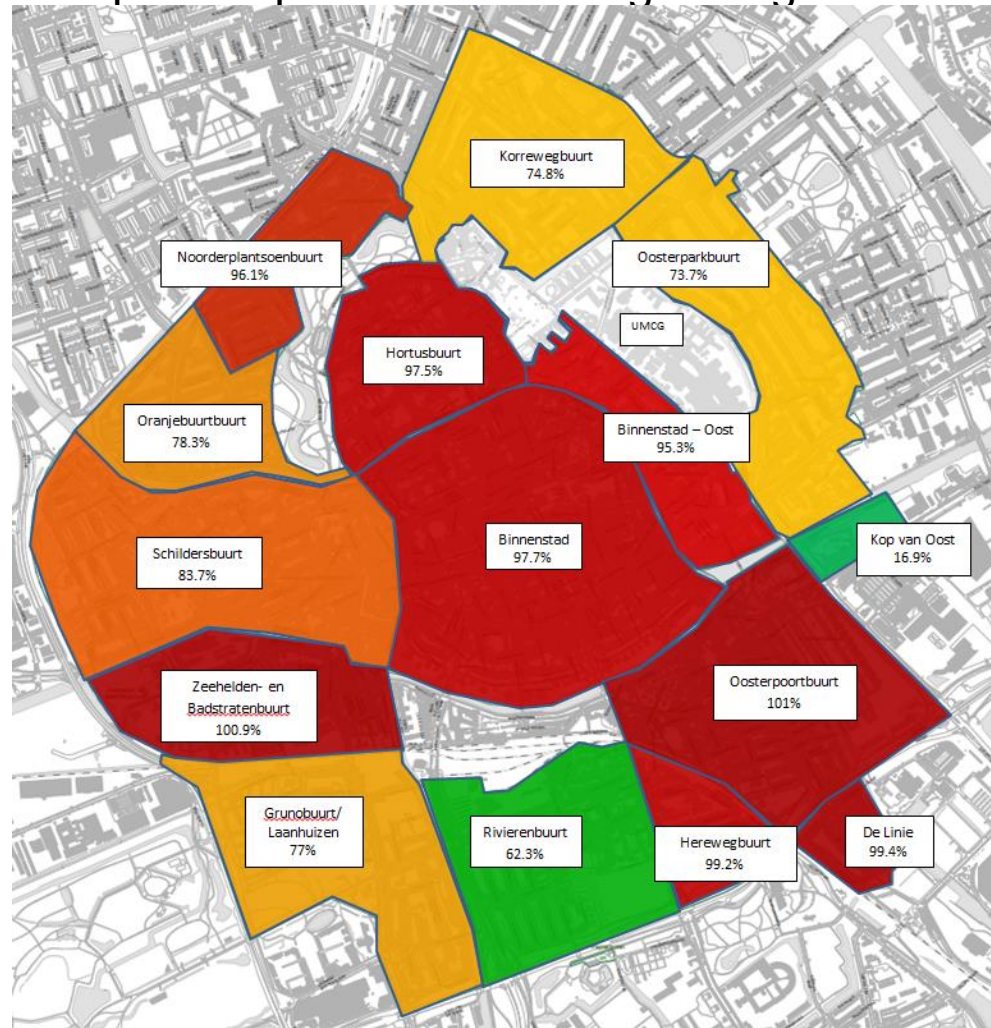 Korrewegbuurt
74.8%
Noorderplantsoenbuurt
96.1%
Oosterparkbuurt
73.7%
UMCG
Hortusbuurt
97.5%
Oranjebuurtbuurt
78.3%
Binnenstad – Oost
95.3%
Schildersbuurt
83.7%
Binnenstad
97.7%
Kop van Oost
16.9%
Zeehelden- en
Badstratenbuurt
100.9%
Oosterpoortbuurt
101%
Grunobuurt/
Laanhuizen
77%
Rivierenbuurt
62.3%
Herewegbuurt
99.2%
De Linie
99.4%